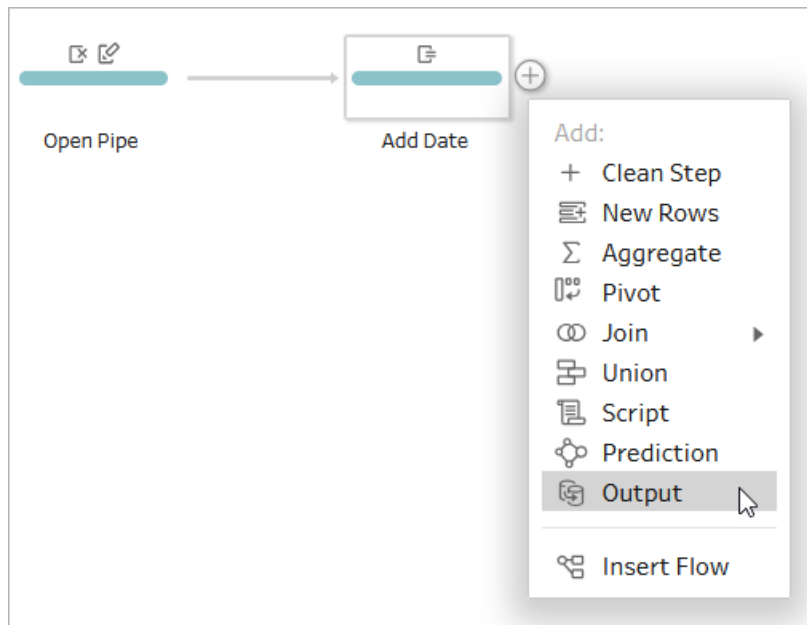 Open Pipe
Add Date
Add:
Clean Step
New Rows
Aggregate
Pivot
Join
Union
Script
Prediction
Output
Insert Flow